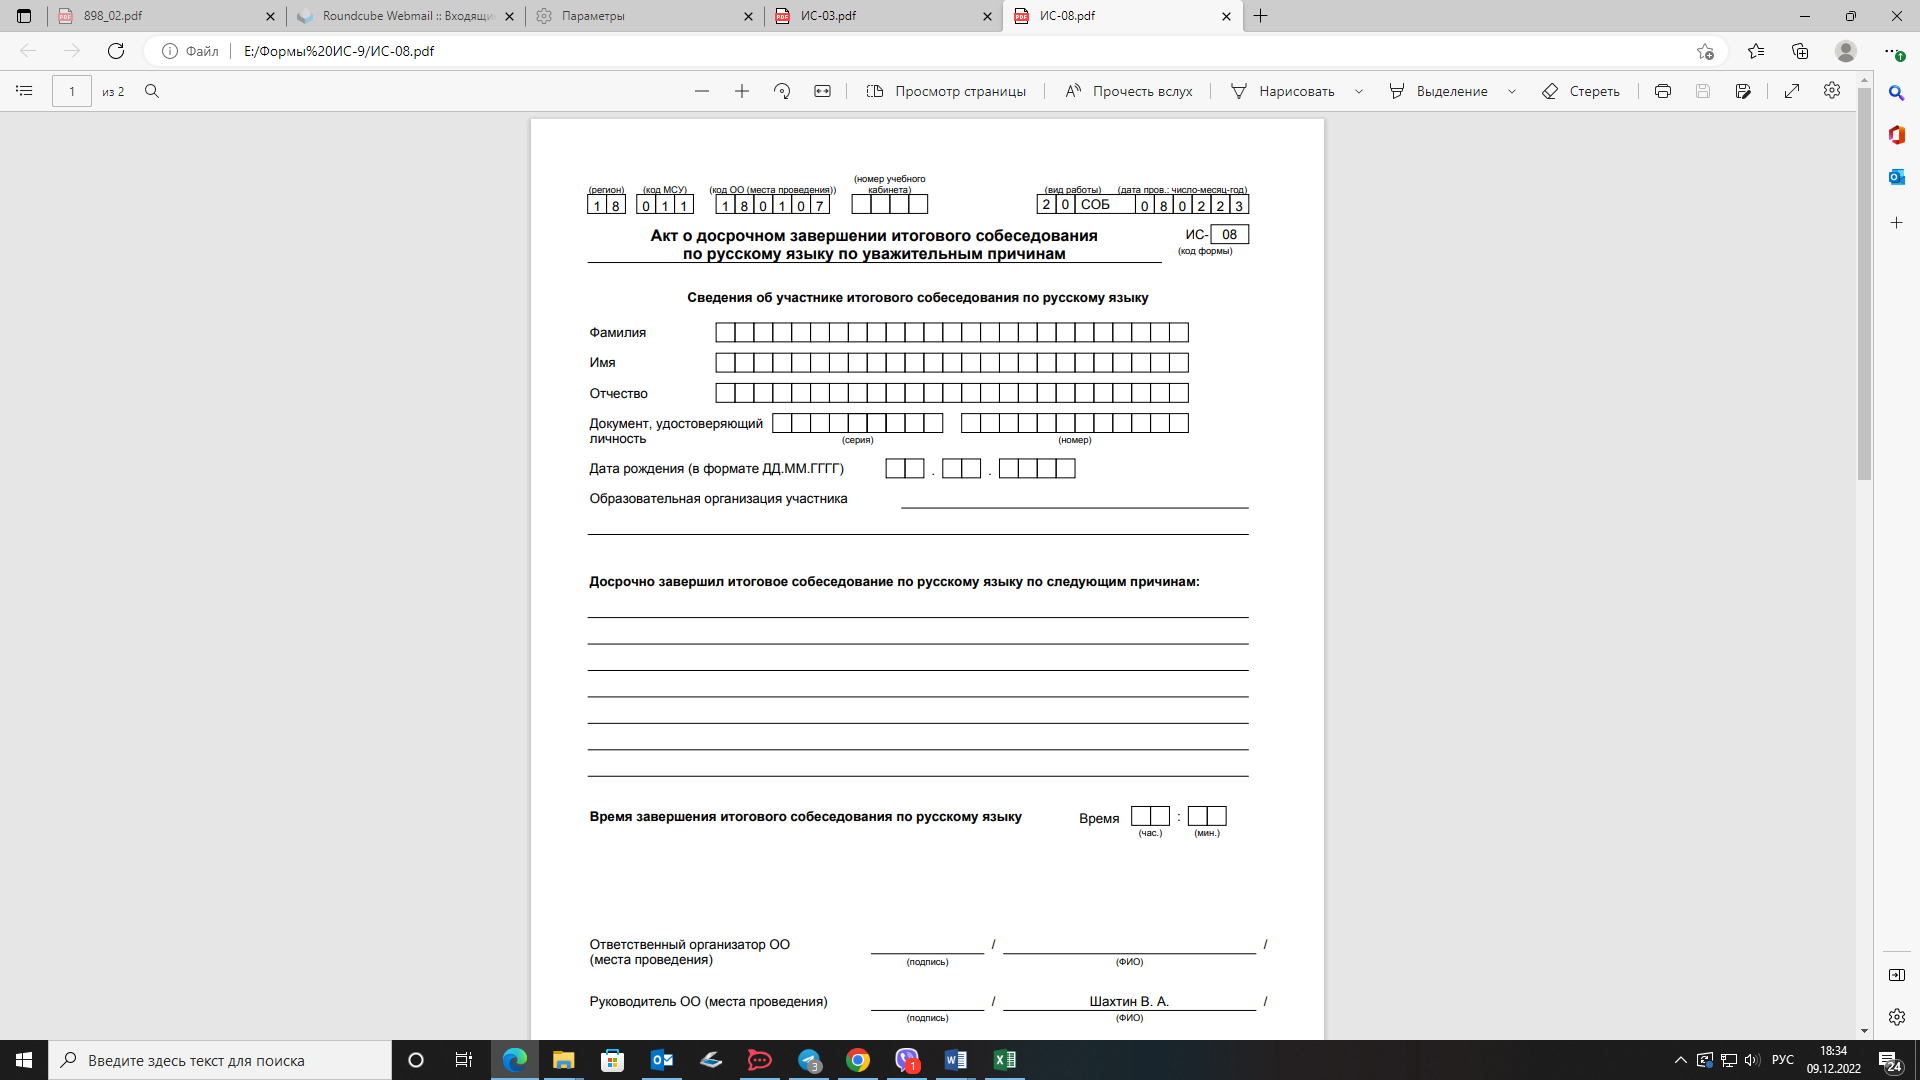 898_02.pdf
Roundcube Webmail :: Входящи
Параметры
ИС-03.pdf
ИС-08.pdf
Файл
E:/Формы%20ИС-9/ИС-08.pdf
1 из 2
Просмотр страницы
Прочесть вслух
Нарисовать
Выделение
Стереть
(регион) (код МСУ) (код ОО (места проведения)) (номер учебного кабинета) (вид работы) (дата пров.: число-месяц-год)
1 8 0 1 1 1 8 0 1 0 7 2 0 СОБ 0 8 0 2 2 3
Акт о досрочном завершении итогового собеседования
по русскому языку по уважительным причинам
ИС- 08
(код формы)
Сведения об участнике итогового собеседования по русскому языку
Фамилия
Имя
Отчество
Документ, удостоверяющий
личность
(серия) (номер)
Дата рождения (в формате ДД.ММ.ГГГГ) . .
Образовательная организация участника
Досрочно завершил итоговое собеседование по русскому языку по следующим причинам:
Время завершения итогового собеседования по русскому языку Время :
(час.) (мин.)
Ответственный организатор ОО / /
(места проведения) (подпись) (ФИО)
Руководитель ОО (места проведения) / Шахтин В. А. /
(подпись) (ФИО)
Введите здесь текст для поиска
3
1
РУС
18:34
09.12.2022
24